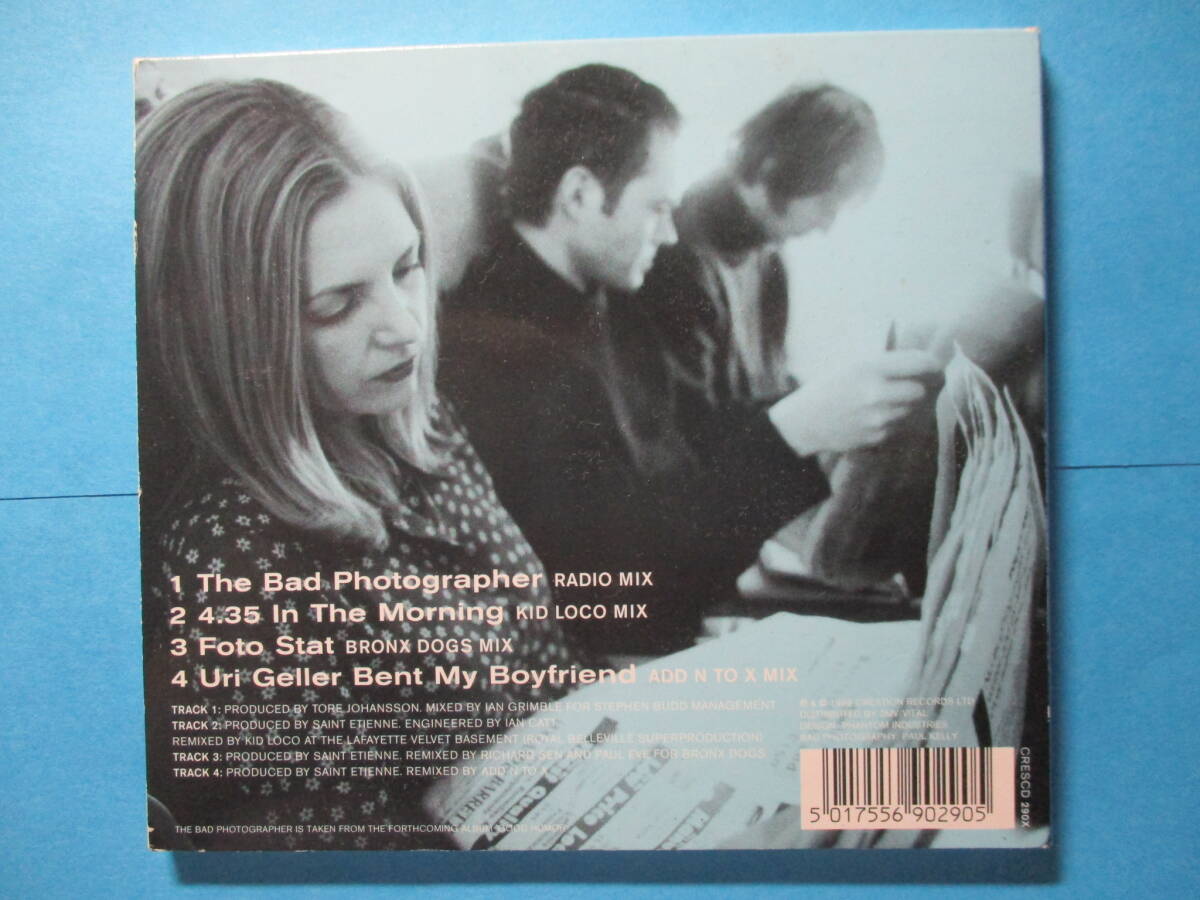 1 The Bad Photographer RADIO MIX
2 4.35 In The Morning KID LOCO MIX
3 Foto Stat BRONX DOGS MIX
4 Uri Geller Bent My Boyfriend ADD N TO X MIX
TRACK 1: PRODUCED BY TORE JOHANSSON. MIXED BY IAN GRIMBLE FOR STEPHEN BUDD MANAGEMENT
TRACK 2: PRODUCED BY SAINT ETIENNE. ENGINEERED BY IAN CATT.
REMIXED BY KID LOCO AT THE LAFAYETTE VELVET BASEMENT (ROYAL BELLEVILLE SUPERPRODUCTION)
TRACK 3: PRODUCED BY SAINT ETIENNE. REMIXED BY RICHARD SEN AND PAUL EVE FOR BRONX DOGS
TRACK 4: PRODUCED BY SAINT ETIENNE. REMIXED BY ADD N TO X
THE BAD PHOTOGRAPHER IS TAKEN FROM THE FORTHCOMING ALBUM GOOD HUMOR
℗ & © 1998 CREATION RECORDS LTD
DISTRIBUTED BY 3MV VITAL
DESIGN: PHANTOM INDUSTRIES
BAD PHOTOGRAPHY: PAUL KELLY
5 017556 902905
CRESCD 290X